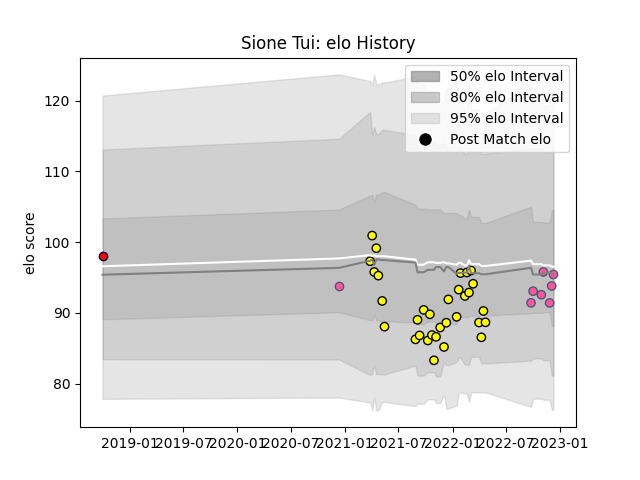 Sione Tui: elo History
50% elo Interval
80% elo Interval
95% elo Interval
Post Match elo
elo score
120
110
100
90
80
2019-01
2019-07
2020-01
2020-07
2021-01
2021-07
2022-01
2022-07
2023-01